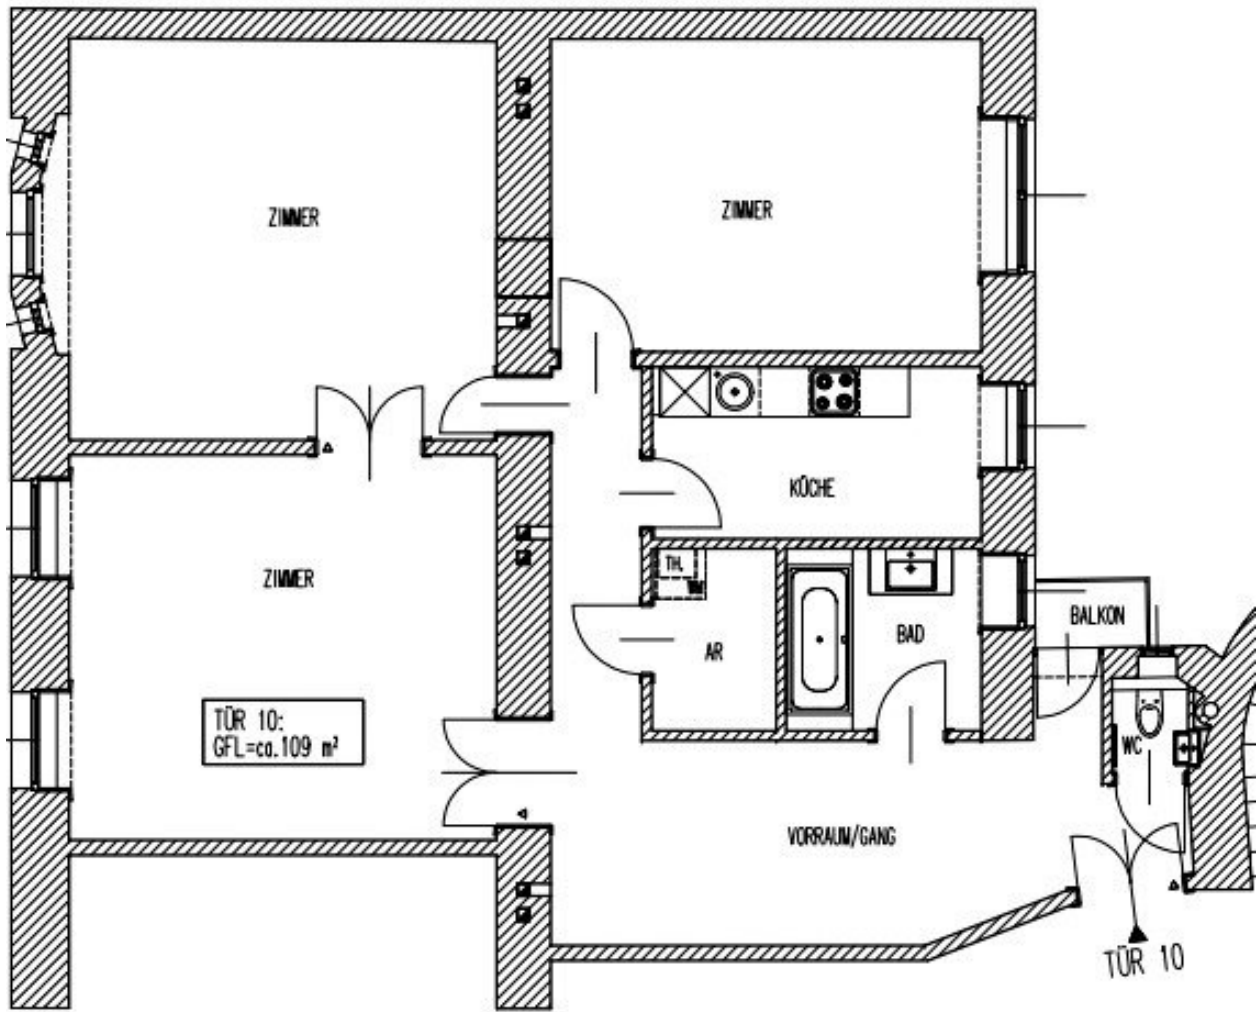 ZIMMER
ZIMMER
KÜCHE
ZIMMER
TH.
WM
AR
BAD
BALKON
TÜR 10:
GFL=ca.109 m²
WC
VORRAUM/GANG
TÜR 10